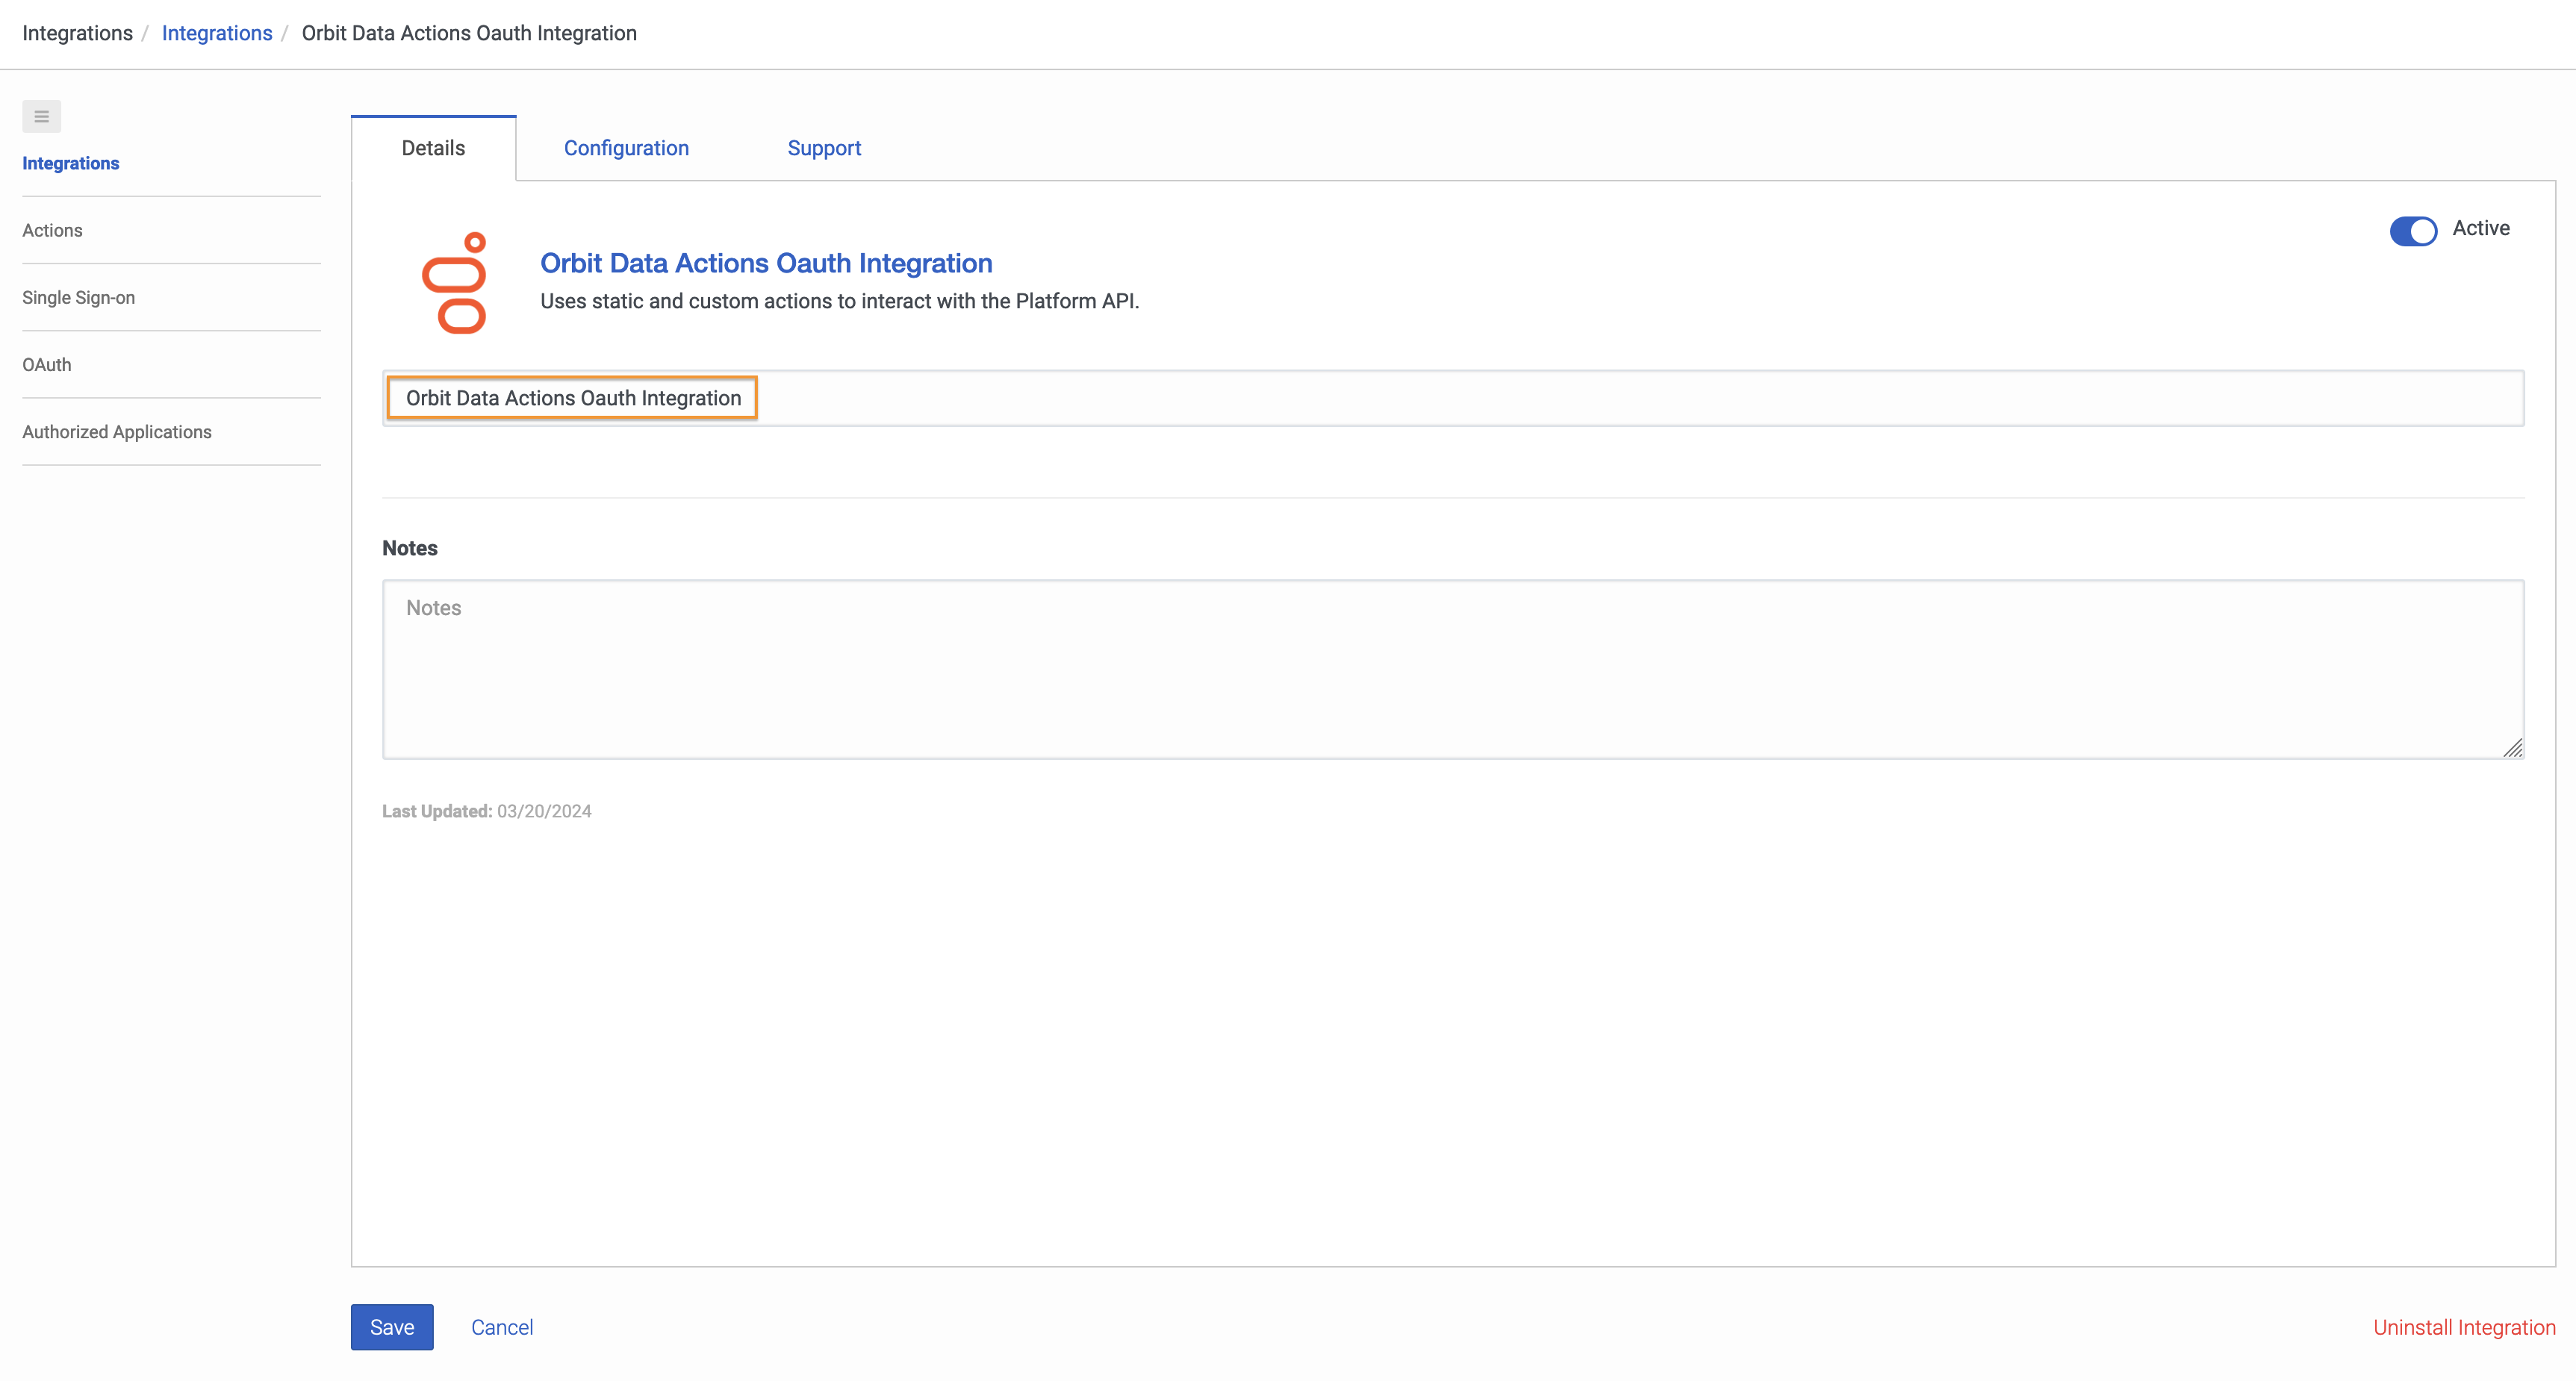 Integrations / Integrations / Orbit Data Actions Oauth Integration
Integrations
Actions
Single Sign-on
OAuth
Authorized Applications
Details Configuration Support
Active
Orbit Data Actions Oauth Integration
Uses static and custom actions to interact with the Platform API.
Orbit Data Actions Oauth Integration
Notes
Notes
Last Updated: 03/20/2024
Save Cancel Uninstall Integration